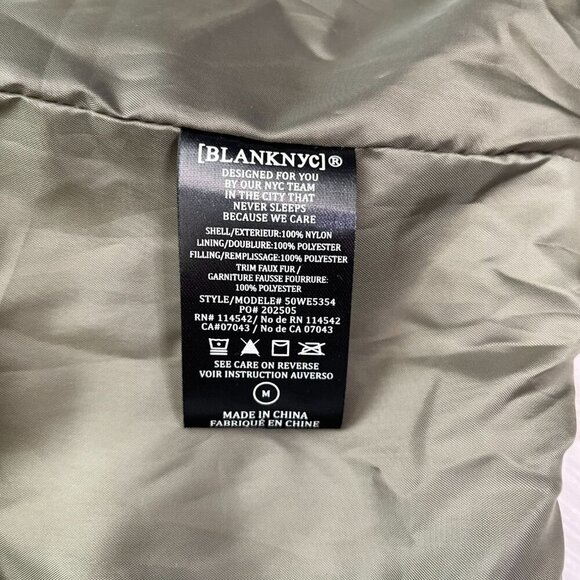 [BLANKNYC]®
DESIGNED FOR YOU
BY OUR NYC TEAM
IN THE CITY THAT
NEVER SLEEPS
BECAUSE WE CARE
SHELL/EXTERIEUR:100% NYLON
LINING/DOUBLURE:100% POLYESTER
FILLING/REMPLISSAGE:100% POLYESTER
TRIM FAUX FUR /
GARNITURE FAUSSE FOURRURE:
100% POLYESTER
STYLE/MODELE# 50WE5354
PO# 202505
RN# 114542/ No de RN 114542
CA#07043/ No de CA 07043
SEE CARE ON REVERSE
VOIR INSTRUCTION AUVERSO
M
MADE IN CHINA
FABRIQUÉ EN CHINE